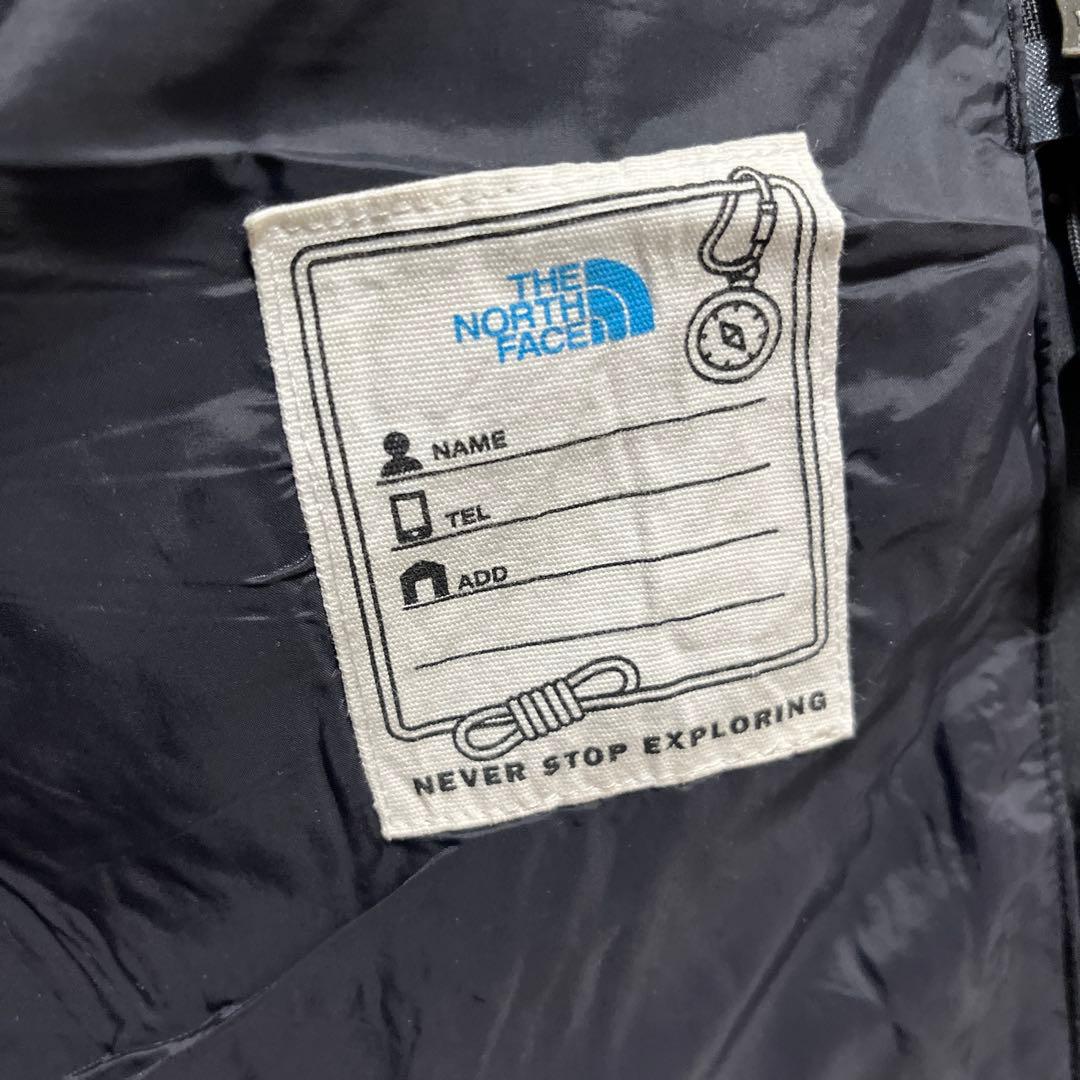 THE
NORTH
FACE
NAME
TEL
ADD
NEVER STOP EXPLORING